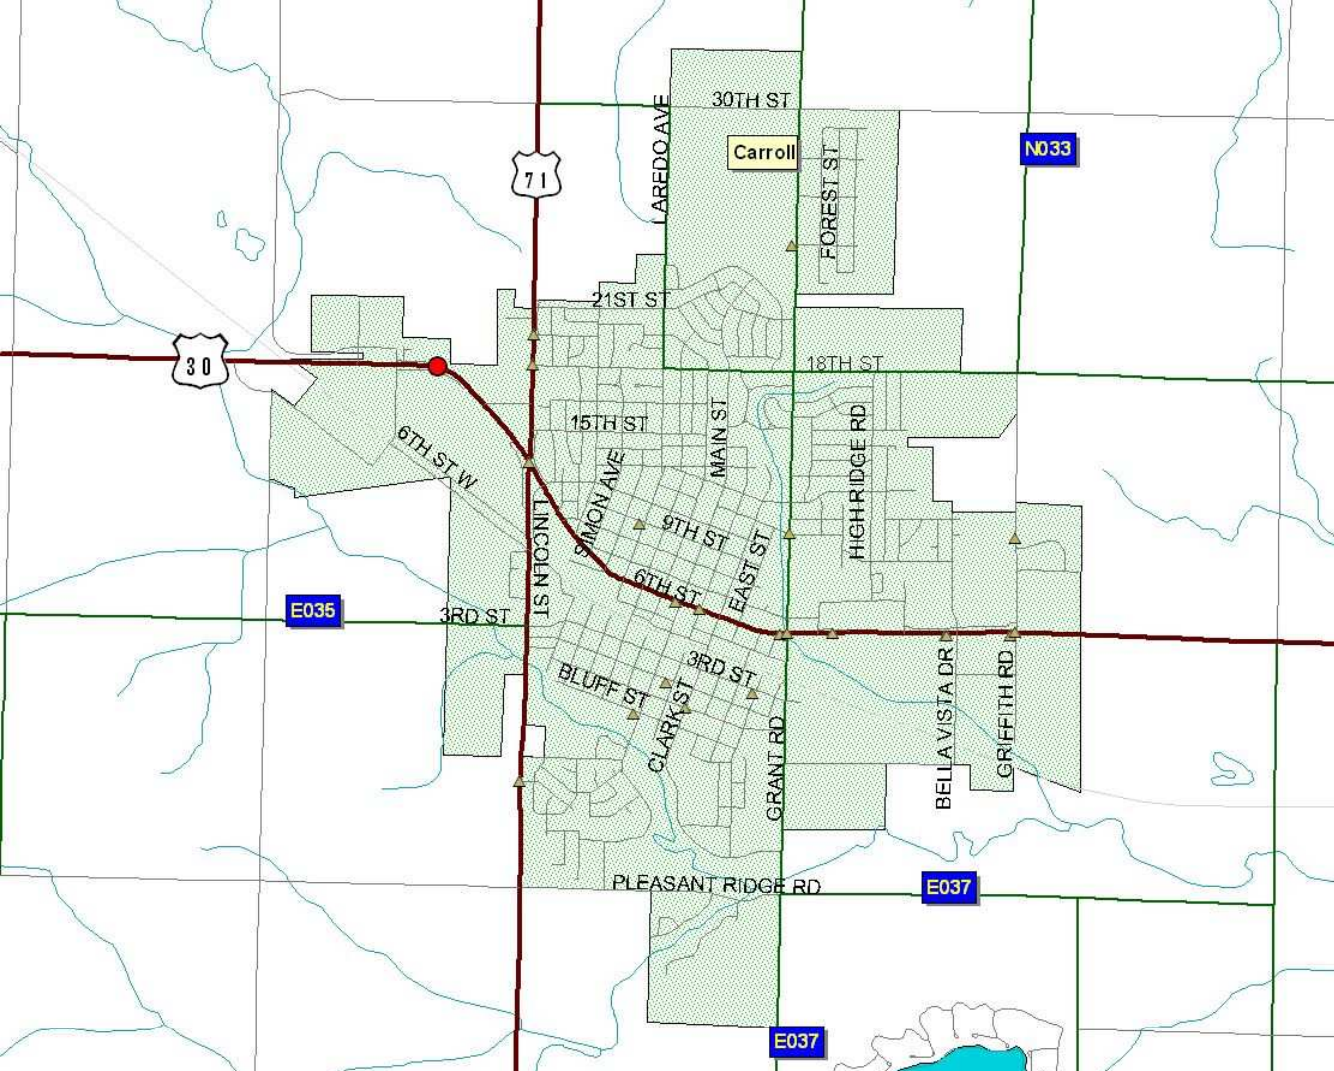 30TH ST
LAREDO AVE
Carroll
FOREST ST
N033
71
21ST ST
30
18TH ST
15TH ST
MAIN ST
HIGH RIDGE RD
6TH ST W
SIMON AVE
LINCOLN ST
9TH ST
EAST ST
6TH ST
E035
3RD ST
3RD ST
BLUFF ST
CLARK ST
GRANT RD
BELLA VISTA DR
GRIFFITH RD
PLEASANT RIDGE RD
E037
E037